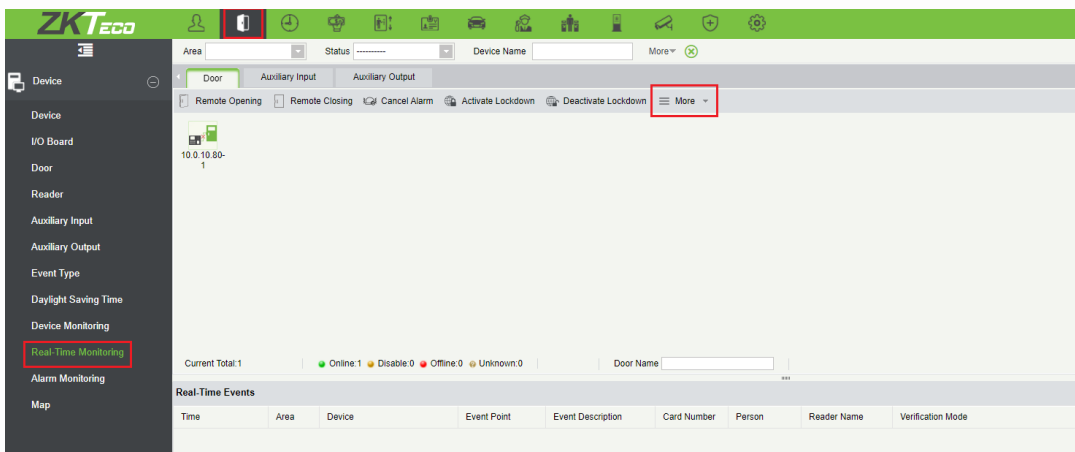 ZKTeco
Area Status ---------- Device Name More
Device
Door Auxiliary Input Auxiliary Output
Remote Opening Remote Closing Cancel Alarm Activate Lockdown Deactivate Lockdown More
Device
I/O Board
Door
Reader
Auxiliary Input
Auxiliary Output
Event Type
Daylight Saving Time
Device Monitoring
Real-Time Monitoring
Alarm Monitoring
Map
10.0.10.80-
1
Current Total:1 Online:1 Disable:0 Offline:0 Unknown:0 Door Name
Real-Time Events
Time Area Device Event Point Event Description Card Number Person Reader Name Verification Mode